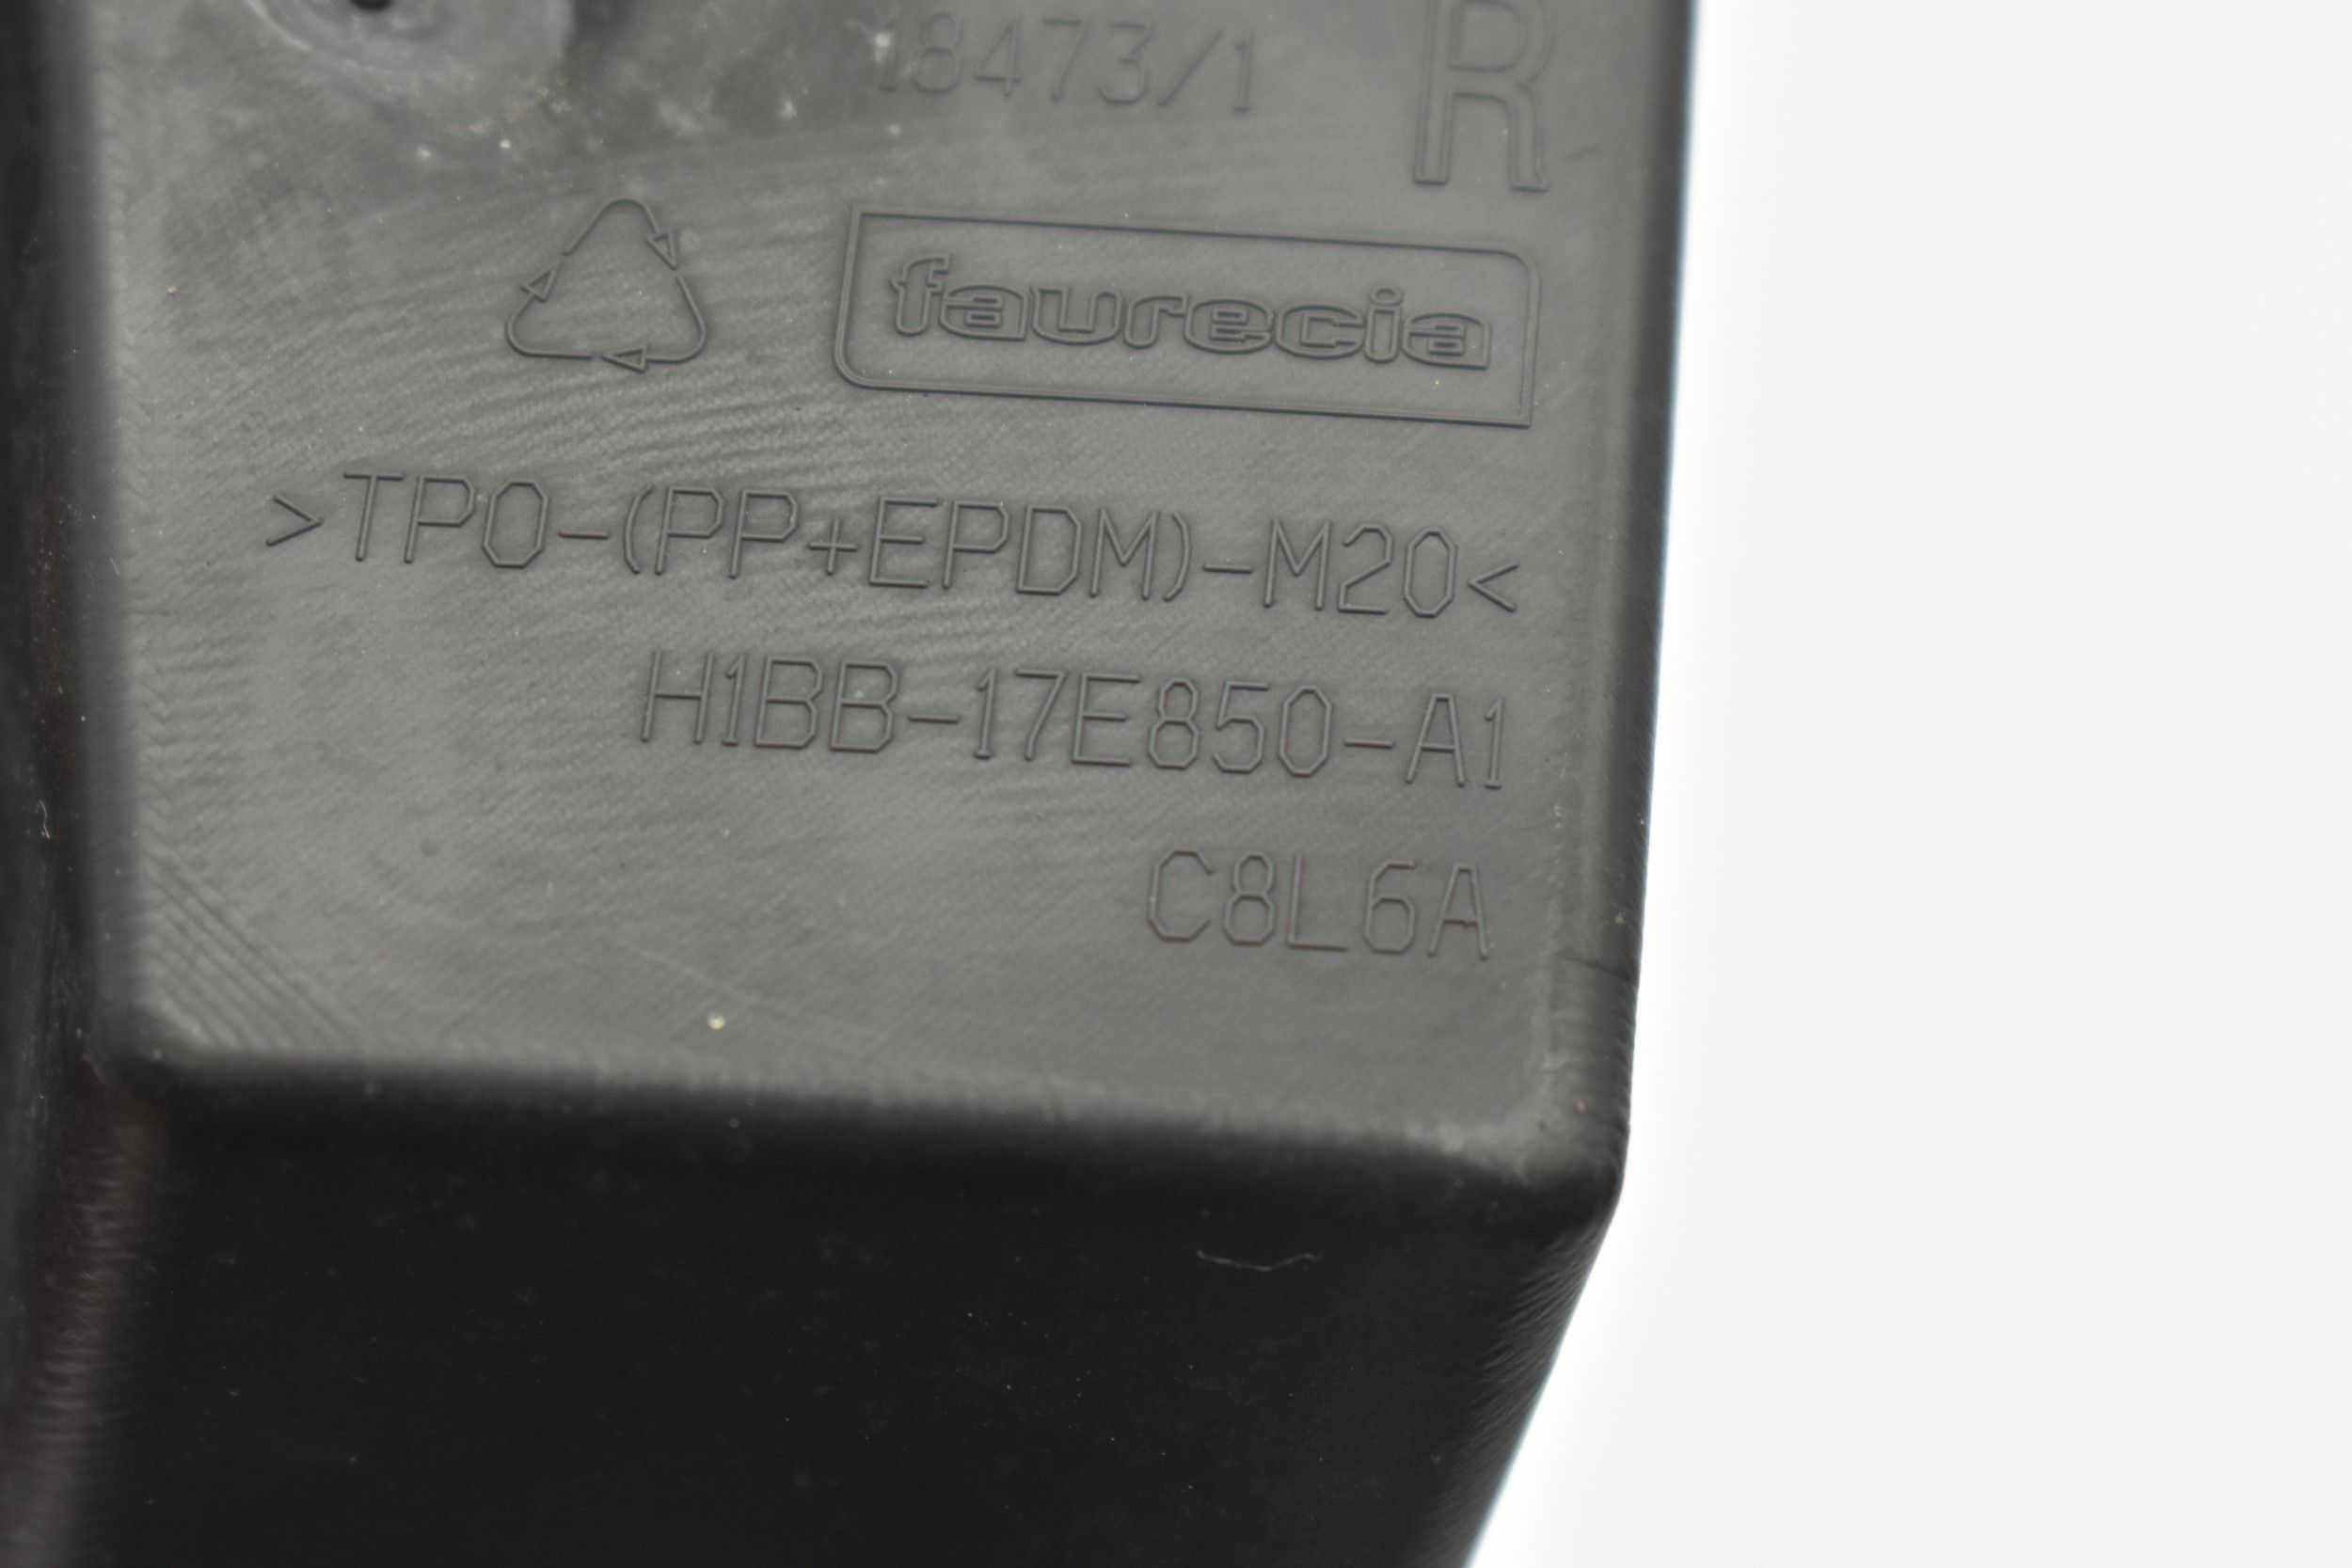 18473/1
R
faurecia
>TPO-(PP+EPDM)-M20<
H1BB-17E850-A1
C8L6A